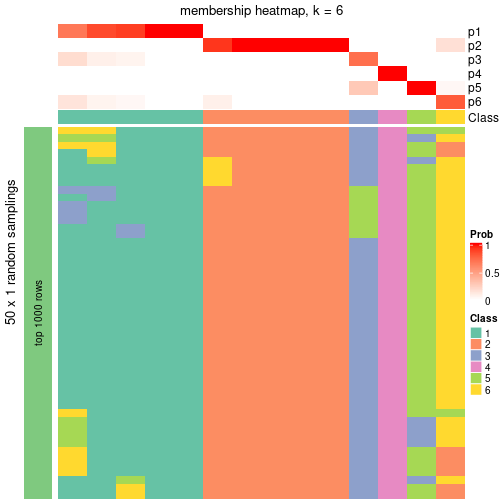 membership heatmap, k = 6
p1
p2
p3
p4
p5
p6
Class
50 x 1 random samplings
top 1000 rows
Prob
1
0.5
0
Class
1
2
3
4
5
6